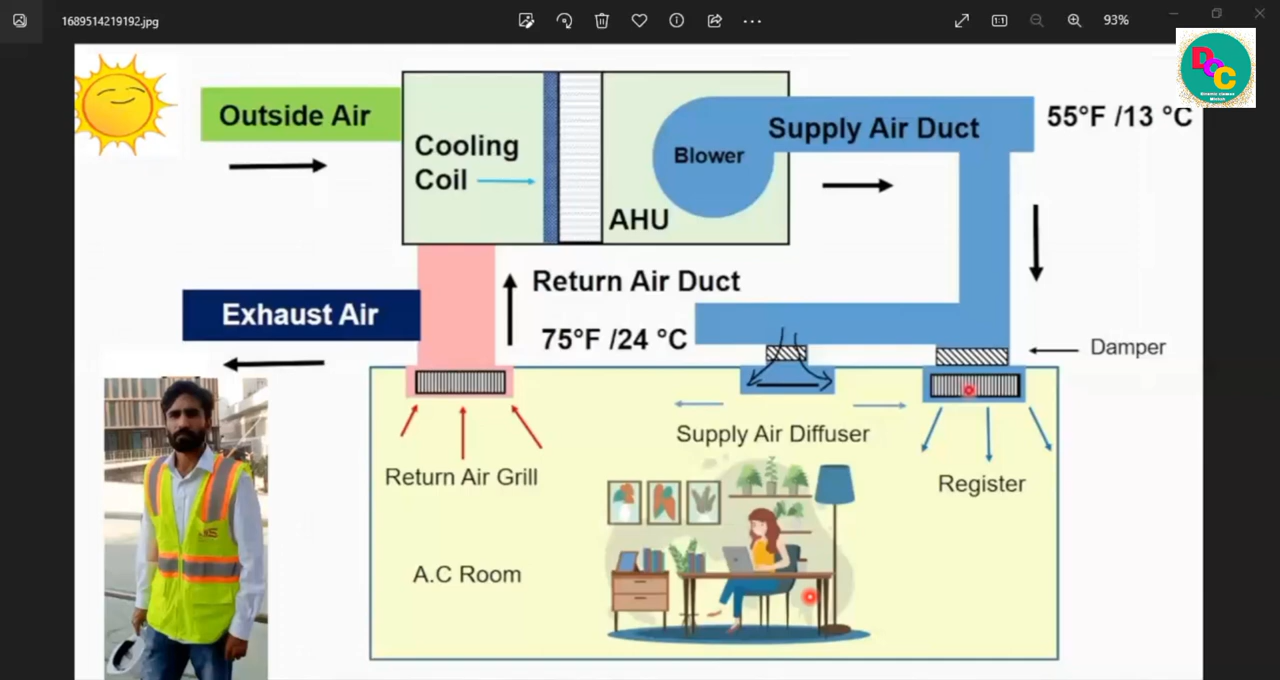 1689514219192.jpg
93%
DOC
Outside Air
Cooling
Coil
Blower
Supply Air Duct
55°F /13 °C
AHU
Return Air Duct
Exhaust Air
75°F /24 °C
Damper
Supply Air Diffuser
Return Air Grill
Register
A.C Room